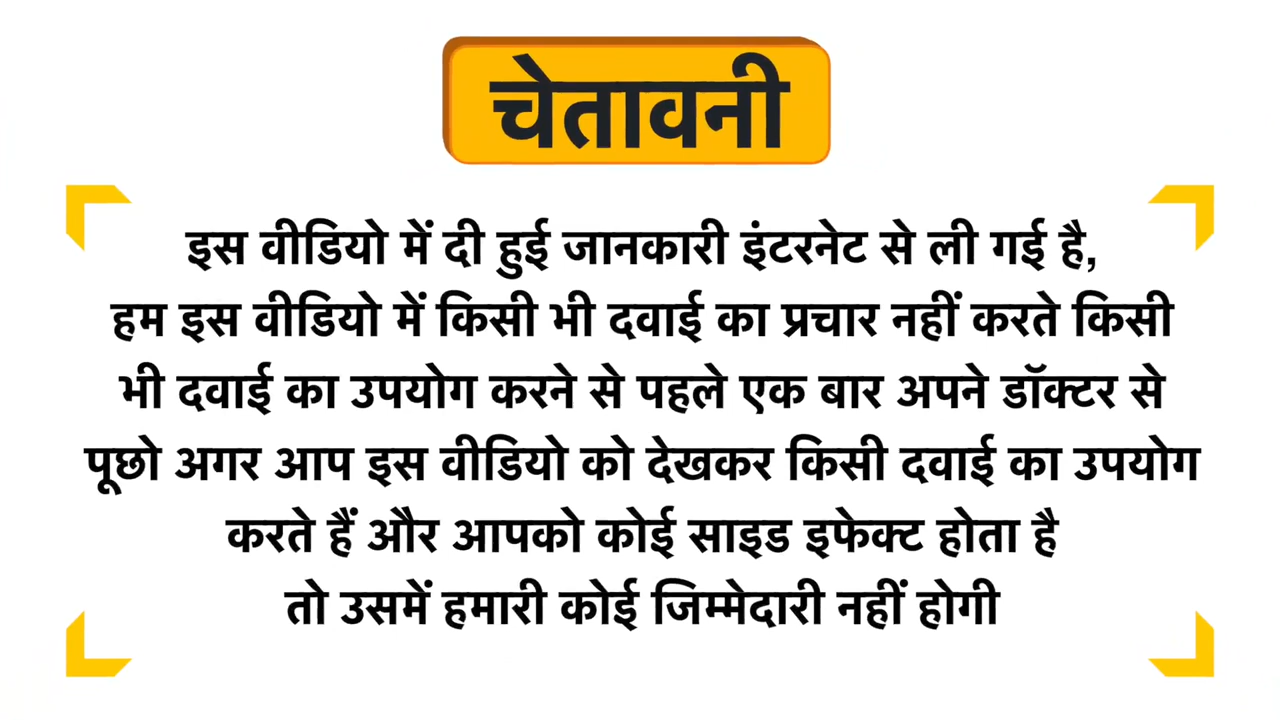 चेतावनी
इस वीडियो में दी हुई जानकारी इंटरनेट से ली गई है,
हम इस वीडियो में किसी भी दवाई का प्रचार नहीं करते किसी
भी दवाई का उपयोग करने से पहले एक बार अपने डॉक्टर से
पूछो अगर आप इस वीडियो को देखकर किसी दवाई का उपयोग
करते हैं और आपको कोई साइड इफेक्ट होता है
तो उसमें हमारी कोई जिम्मेदारी नहीं होगी